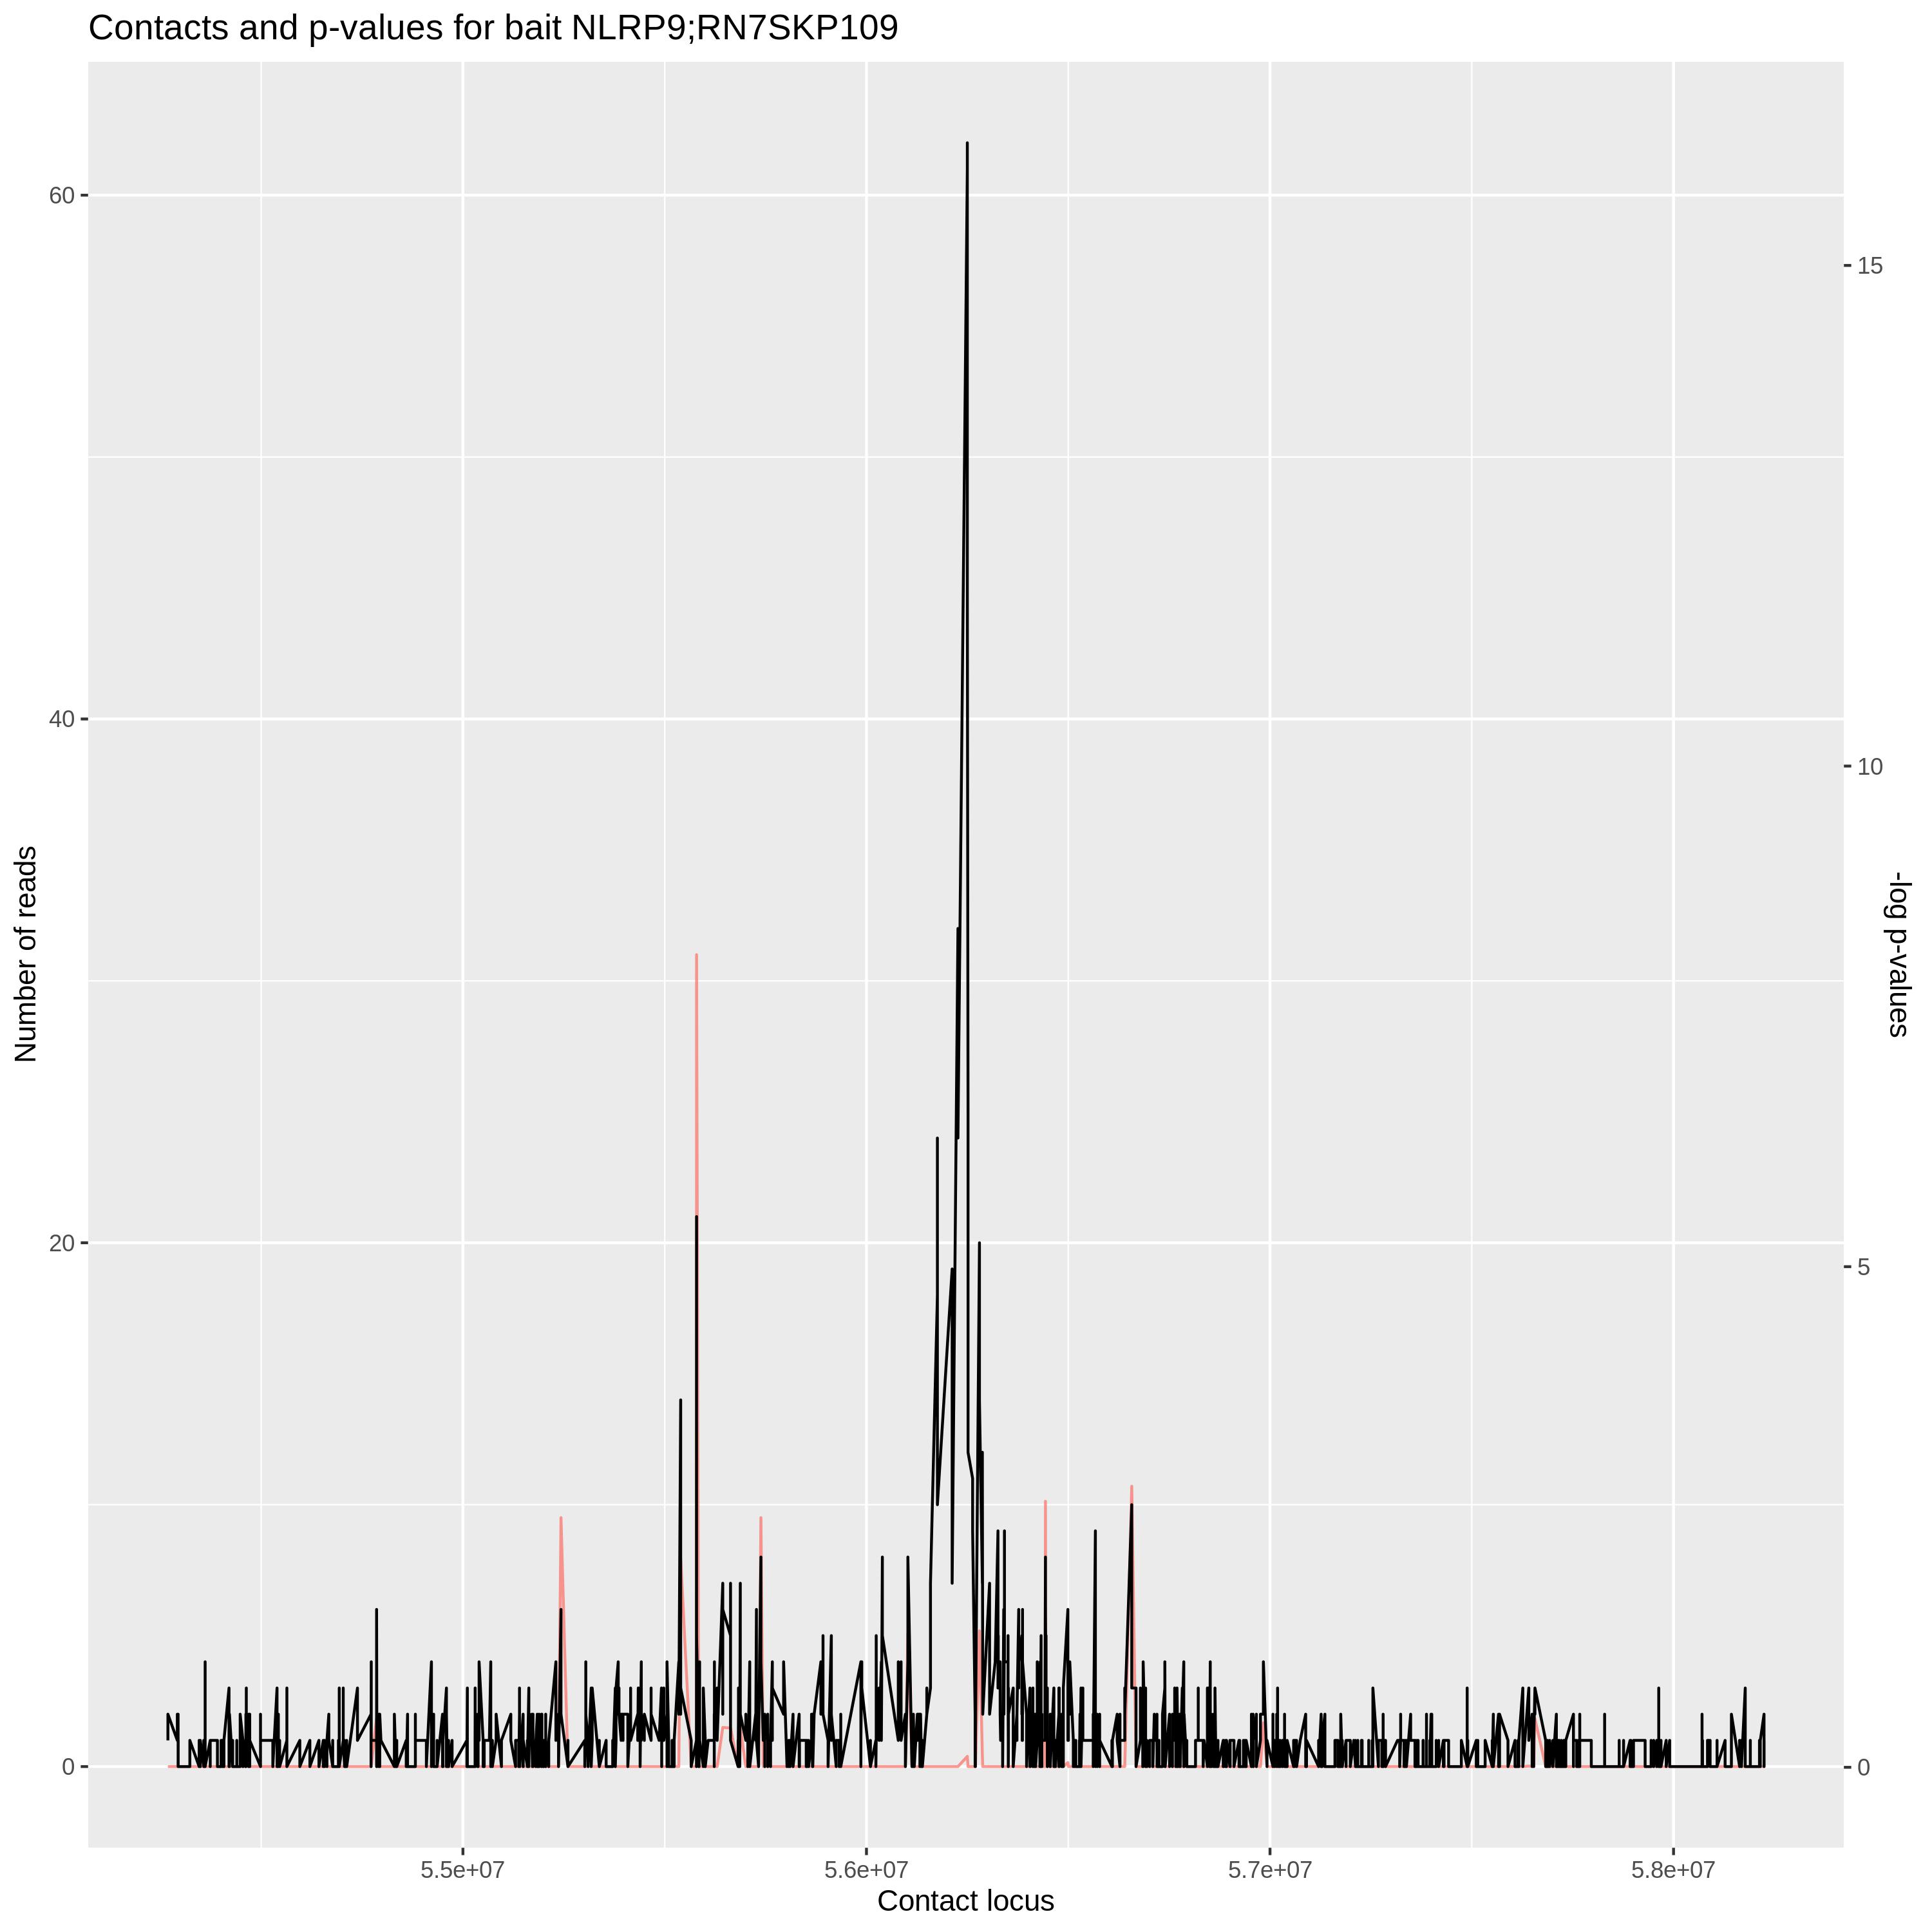 Contacts and p-values for bait NLRP9;RN7SKP109
60
40
20
0
15
10
5
0
Number of reads
-log p-values
5.5e+07 5.6e+07 5.7e+07 5.8e+07
Contact locus